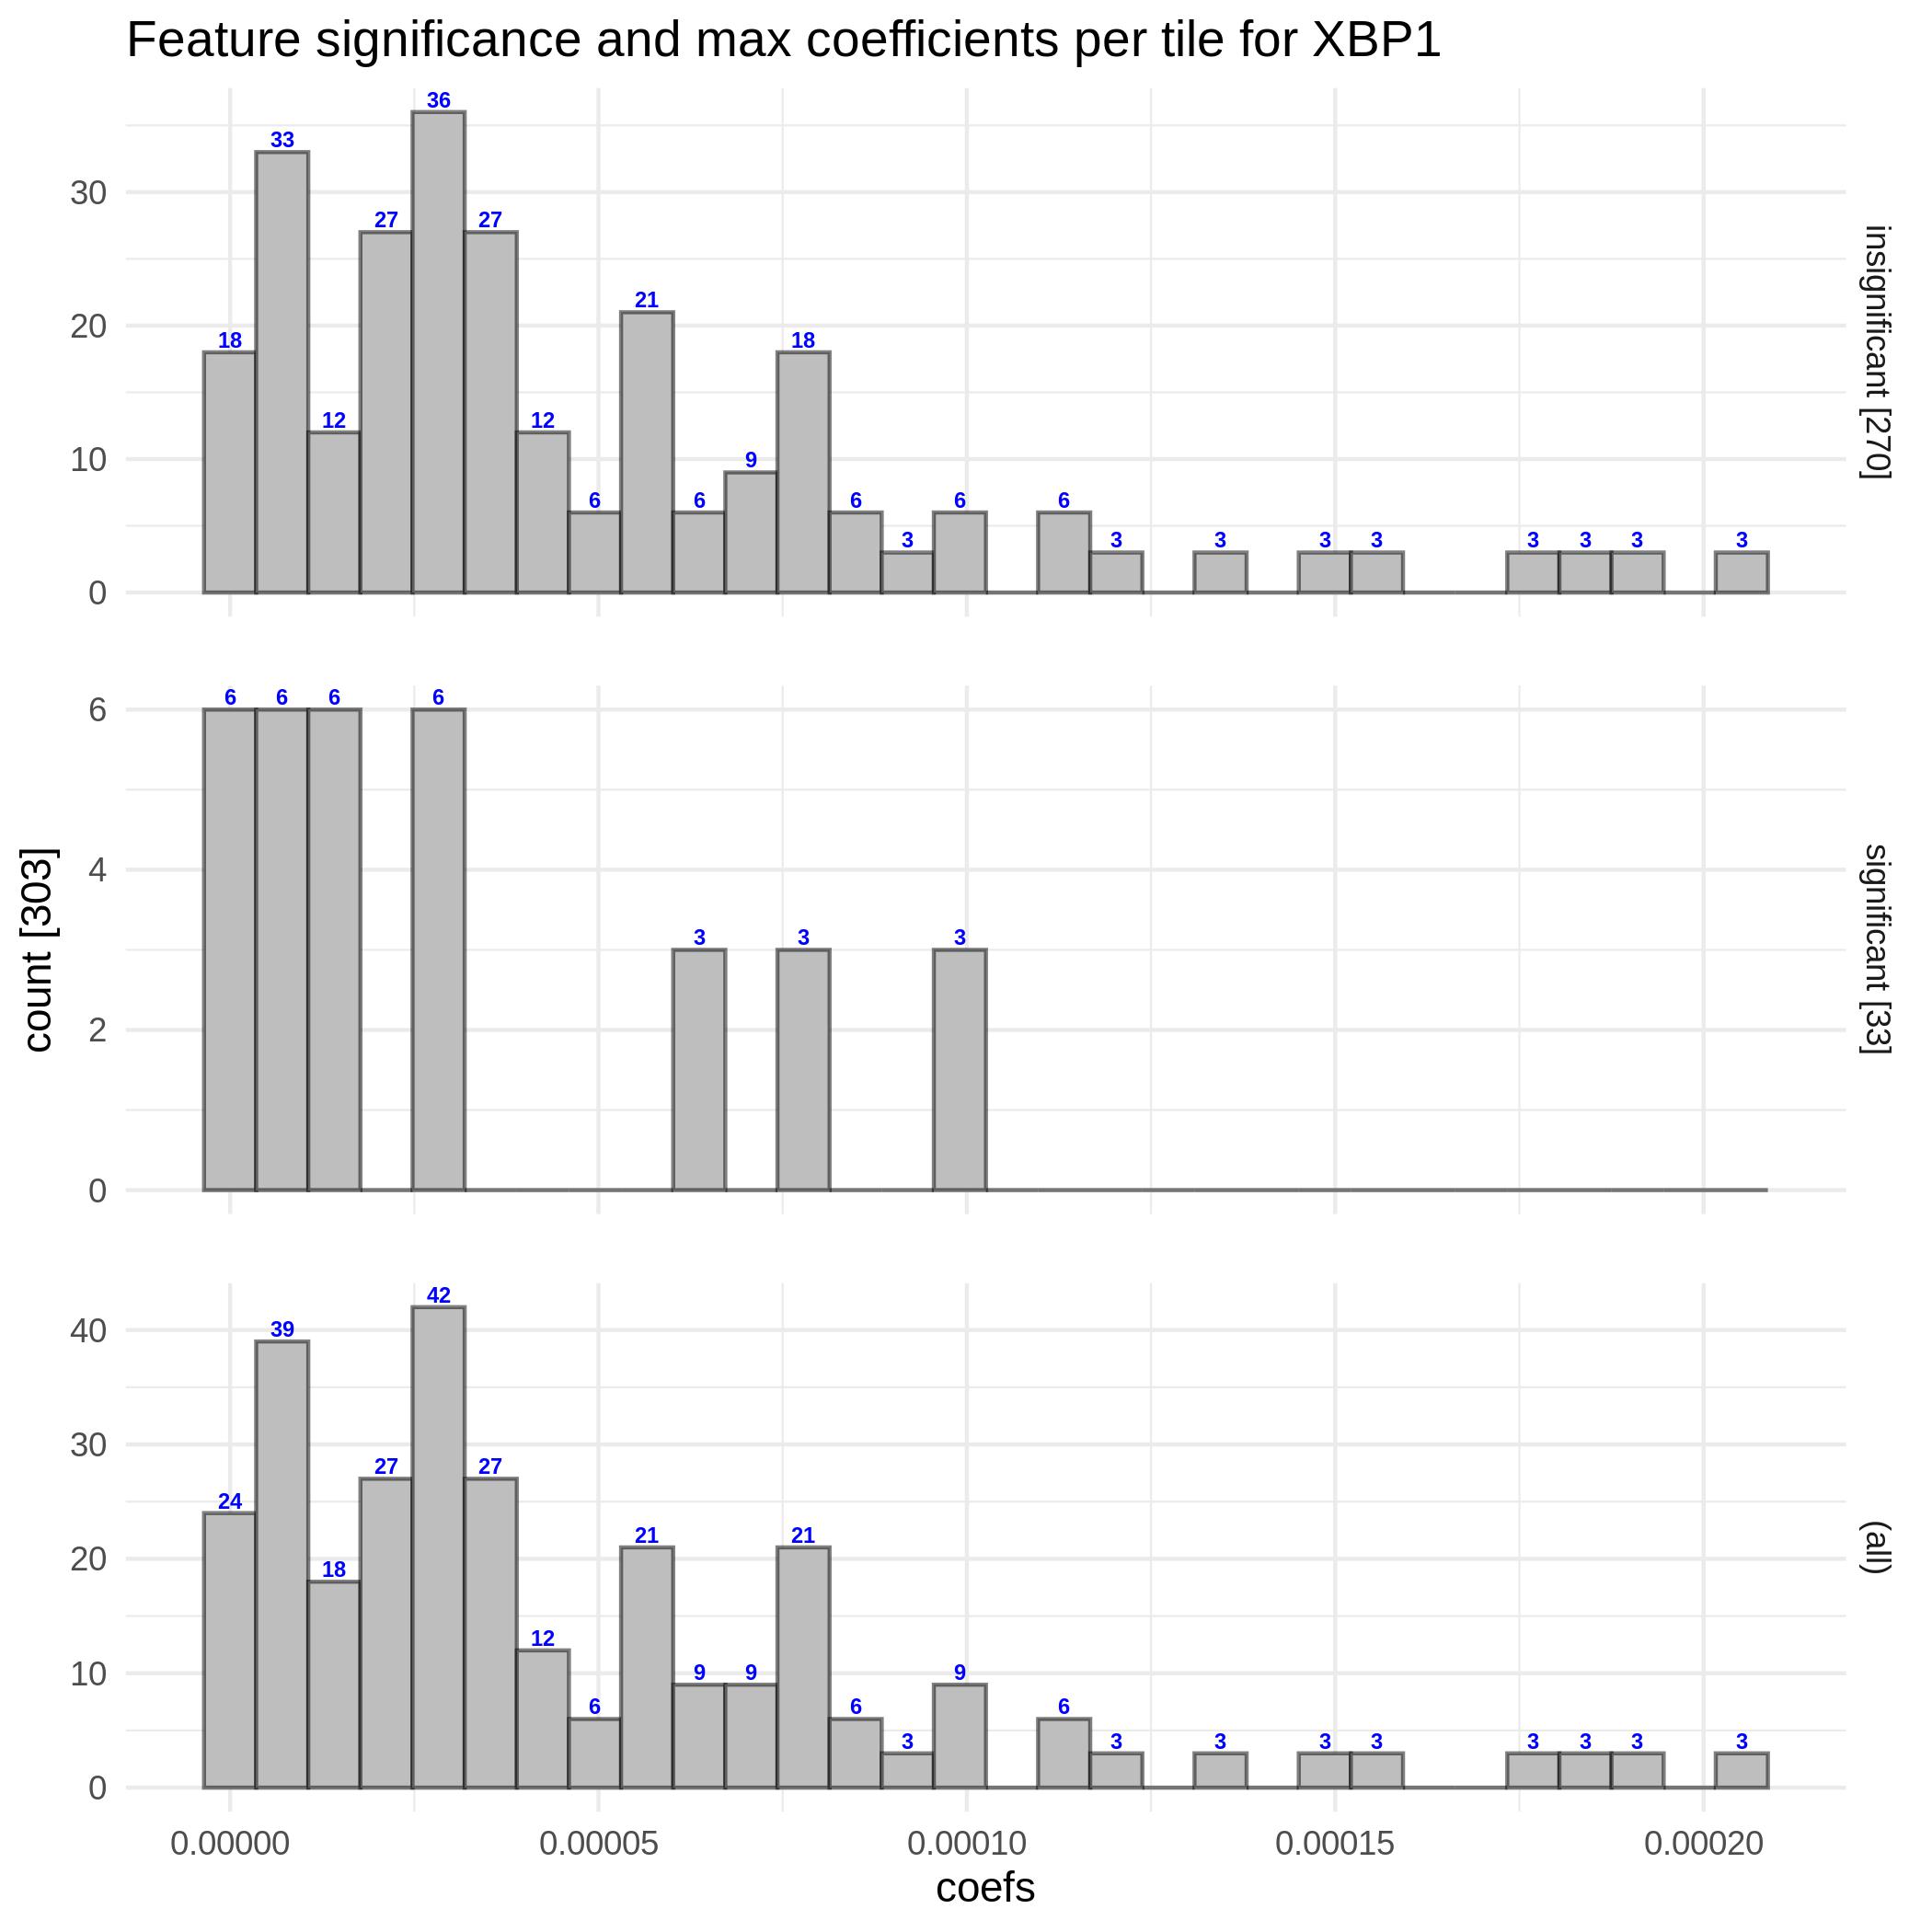 Feature significance and max coefficients per tile for XBP1
36
33
27 27
21
18 18
12 12
9
6 6 6 6 6
3 3 3 3 3 3 3 3 3
30
20
10
0
insignificant [270]
6 6 6 6
3 3 3
6
4
2
0
significant [33]
count [303]
42
39
27 27
24
21 21
18
12
9 9 9
6 6 6
3 3 3 3 3 3 3 3 3
40
30
20
10
0
(all)
0.00000 0.00005 0.00010 0.00015 0.00020
coefs